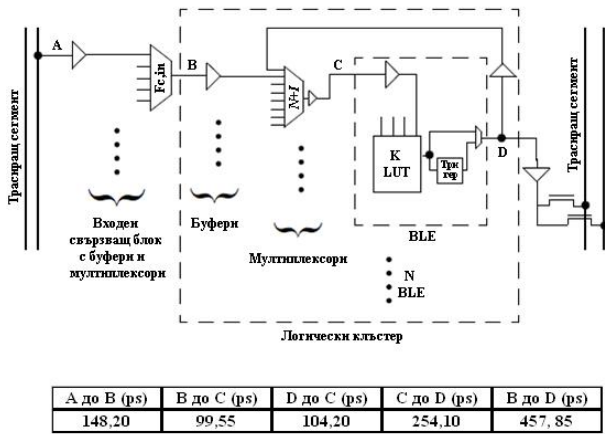 Трасиращ сегмент
A
Fc,in
B
N+I
C
K
LUT
Три
гер
D
Трасиращ сегмент
Входен
свързващ блок
с буфери и
мултиплексори
Буфери
Мултиплексори
BLE
N
BLE
Логически клъстер
A до B (ps) B до C (ps) D до C (ps) C до D (ps) B до D (ps)
148,20 99,55 104,20 254,10 457, 85